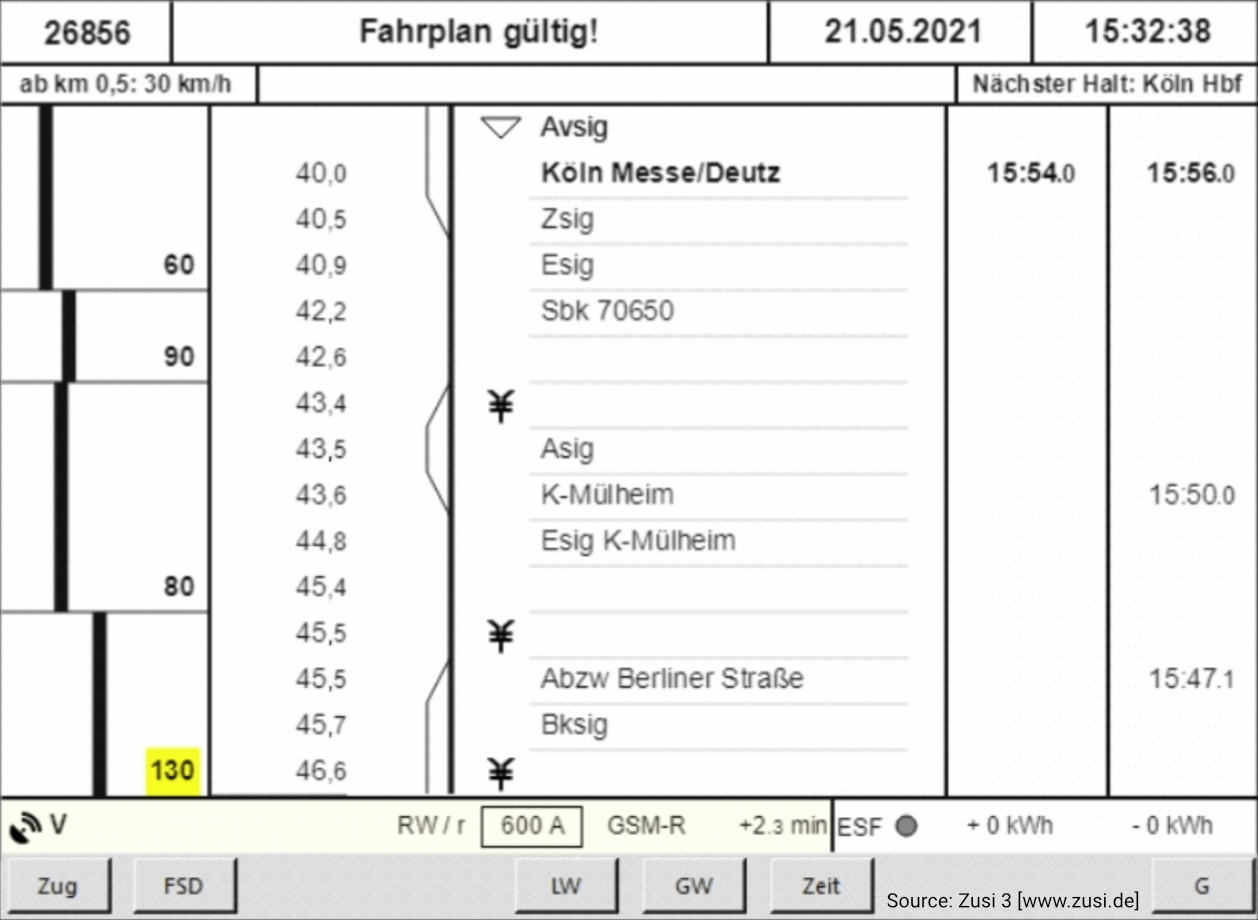 26856 Fahrplan gültig! 21.05.2021 15:32:38
ab km 0,5: 30 km/h Nächster Halt: Köln Hbf
Avsig
40,0 Köln Messe/Deutz 15:54.0 15:56.0
40,5 Zsig
60 40,9 Esig
42,2 Sbk 70650
90 42,6
43,4
43,5 Asig
43,6 K-Mülheim 15:50.0
44,8 Esig K-Mülheim
80 45,4
45,5
45,5 Abzw Berliner Straße 15:47.1
45,7 Bksig
130 46,6
V RW / r 600 A GSM-R +2.3 min ESF + 0 kWh - 0 kWh
Zug FSD LW GW Zeit Source: Zusi 3 [www.zusi.de] G